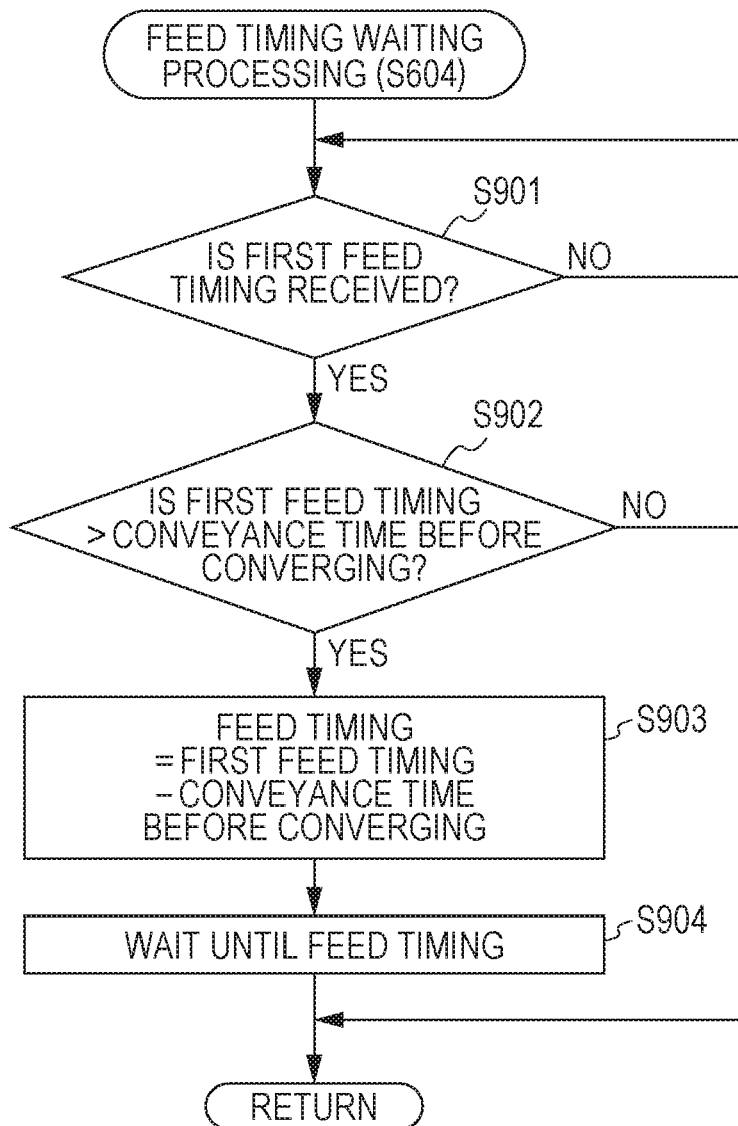 FEED TIMING WAITING
PROCESSING (S604)
S901
IS FIRST FEED
TIMING RECEIVED?
NO
YES
S902
IS FIRST FEED TIMING
> CONVEYANCE TIME BEFORE
CONVERGING?
NO
YES
S903
FEED TIMING
= FIRST FEED TIMING
− CONVEYANCE TIME
BEFORE CONVERGING
S904
WAIT UNTIL FEED TIMING
RETURN